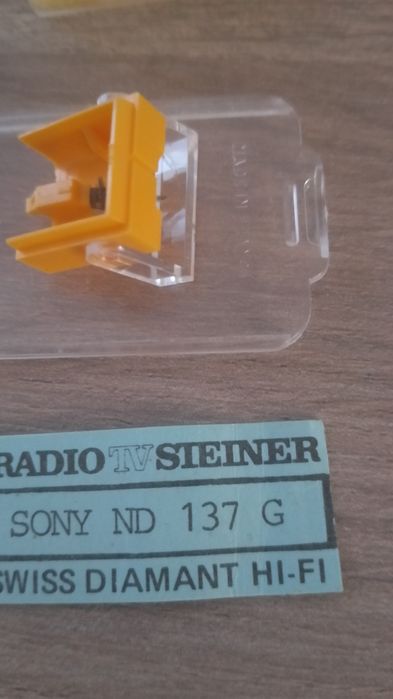 RADIO TV STEINER
SONY ND 137 G
SWISS DIAMANT HI-FI